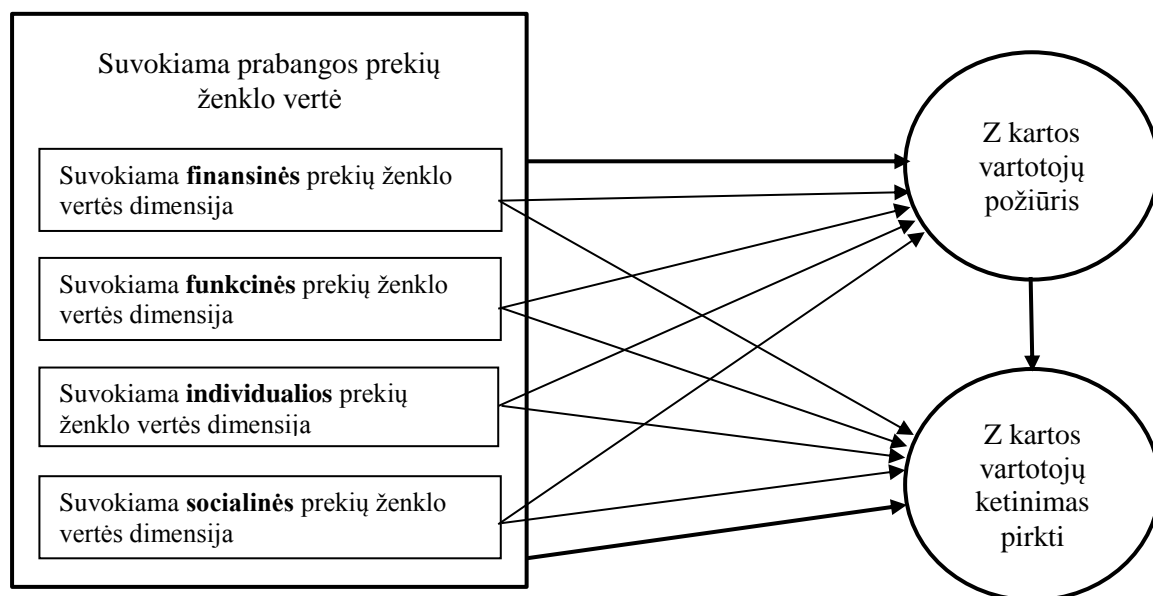 Suvokiama prabangos prekių
ženklo vertė
Suvokiama finansinės prekių ženklo
vertės dimensija
Suvokiama funkcinės prekių ženklo
vertės dimensija
Suvokiama individualios prekių
ženklo vertės dimensija
Suvokiama socialinės prekių ženklo
vertės dimensija
Z kartos
vartotojų
požiūris
Z kartos
vartotojų
ketinimas
pirkti